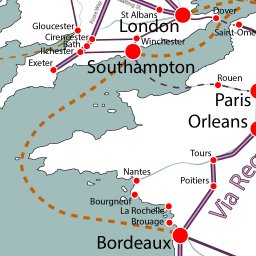 St Albans
Gloucester
London
Dover
Cirencester
Bath
Winchester
Saint-Ome
Ilchester
Exeter
Southampton
Rouen
Paris
Orleans
Tours
Nantes
Poitiers
Bourgneuf
La Rochelle
Brouage
Bordeaux
Via Reg